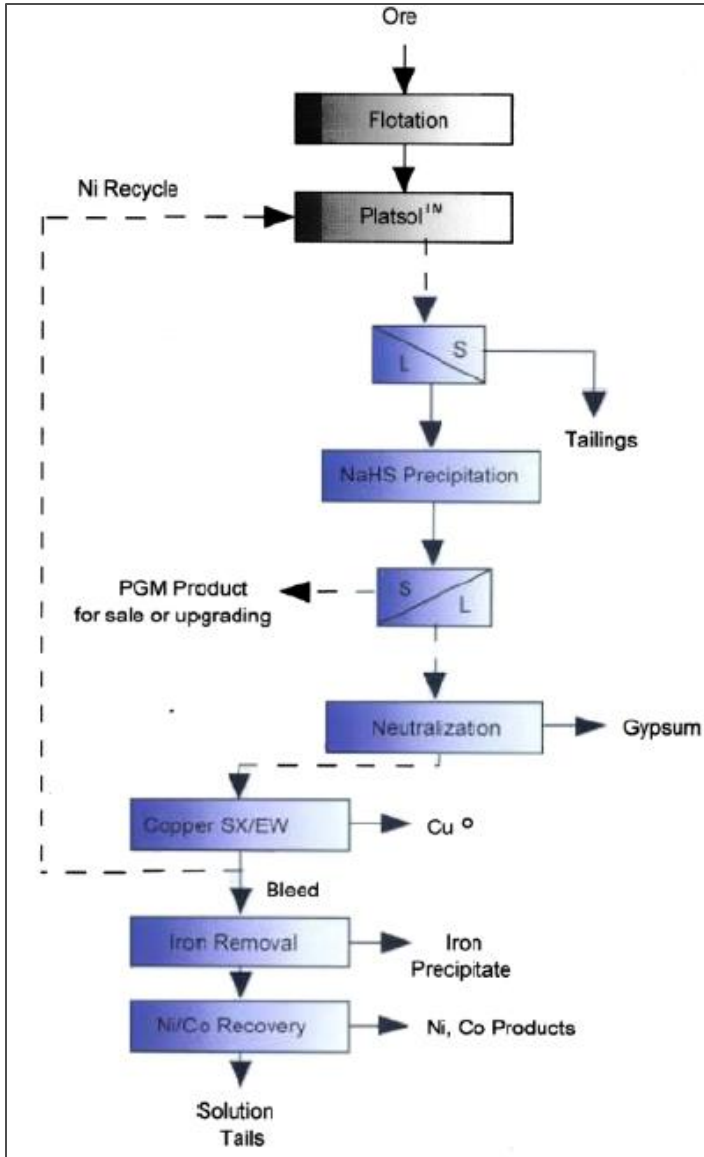 Ore
Flotation
Ni Recycle
Platsol™
S
L
Tailings
NaHS Precipitation
S
L
PGM Product
for sale or upgrading
Neutralization
Gypsum
Copper SX/EW
Cu °
Bleed
Iron Removal
Iron
Precipitate
Ni/Co Recovery
Ni, Co Products
Solution
Tails